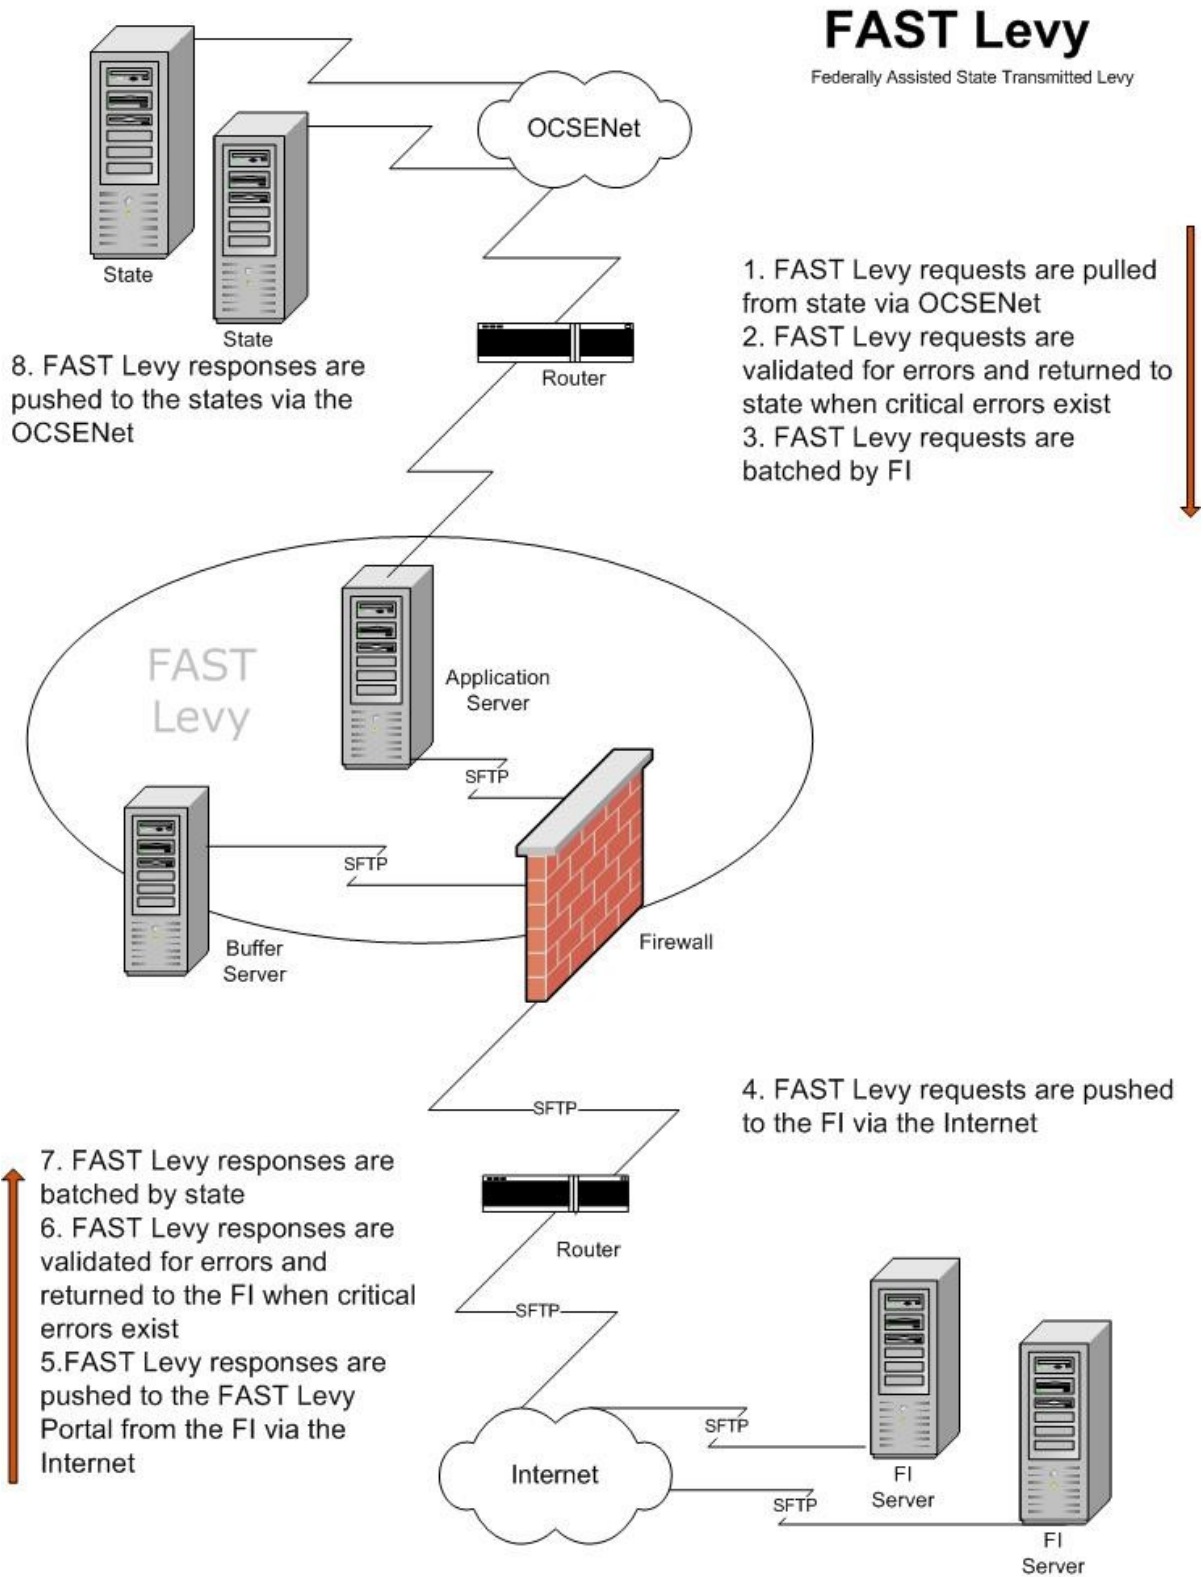 FAST Levy
Federally Assisted State Transmitted Levy
OCSENet
State
State
8. FAST Levy responses are
pushed to the states via the
OCSENet
Router
1. FAST Levy requests are pulled
from state via OCSENet
2. FAST Levy requests are
validated for errors and returned to
state when critical errors exist
3. FAST Levy requests are
batched by FI
FAST
Levy
Application
Server
SFTP
SFTP
Buffer
Server
Firewall
SFTP
4. FAST Levy requests are pushed
to the FI via the Internet
7. FAST Levy responses are
batched by state
6. FAST Levy responses are
validated for errors and
returned to the FI when critical
errors exist
5.FAST Levy responses are
pushed to the FAST Levy
Portal from the FI via the
Internet
Router
SFTP
Internet
SFTP
FI
Server
SFTP
FI
Server